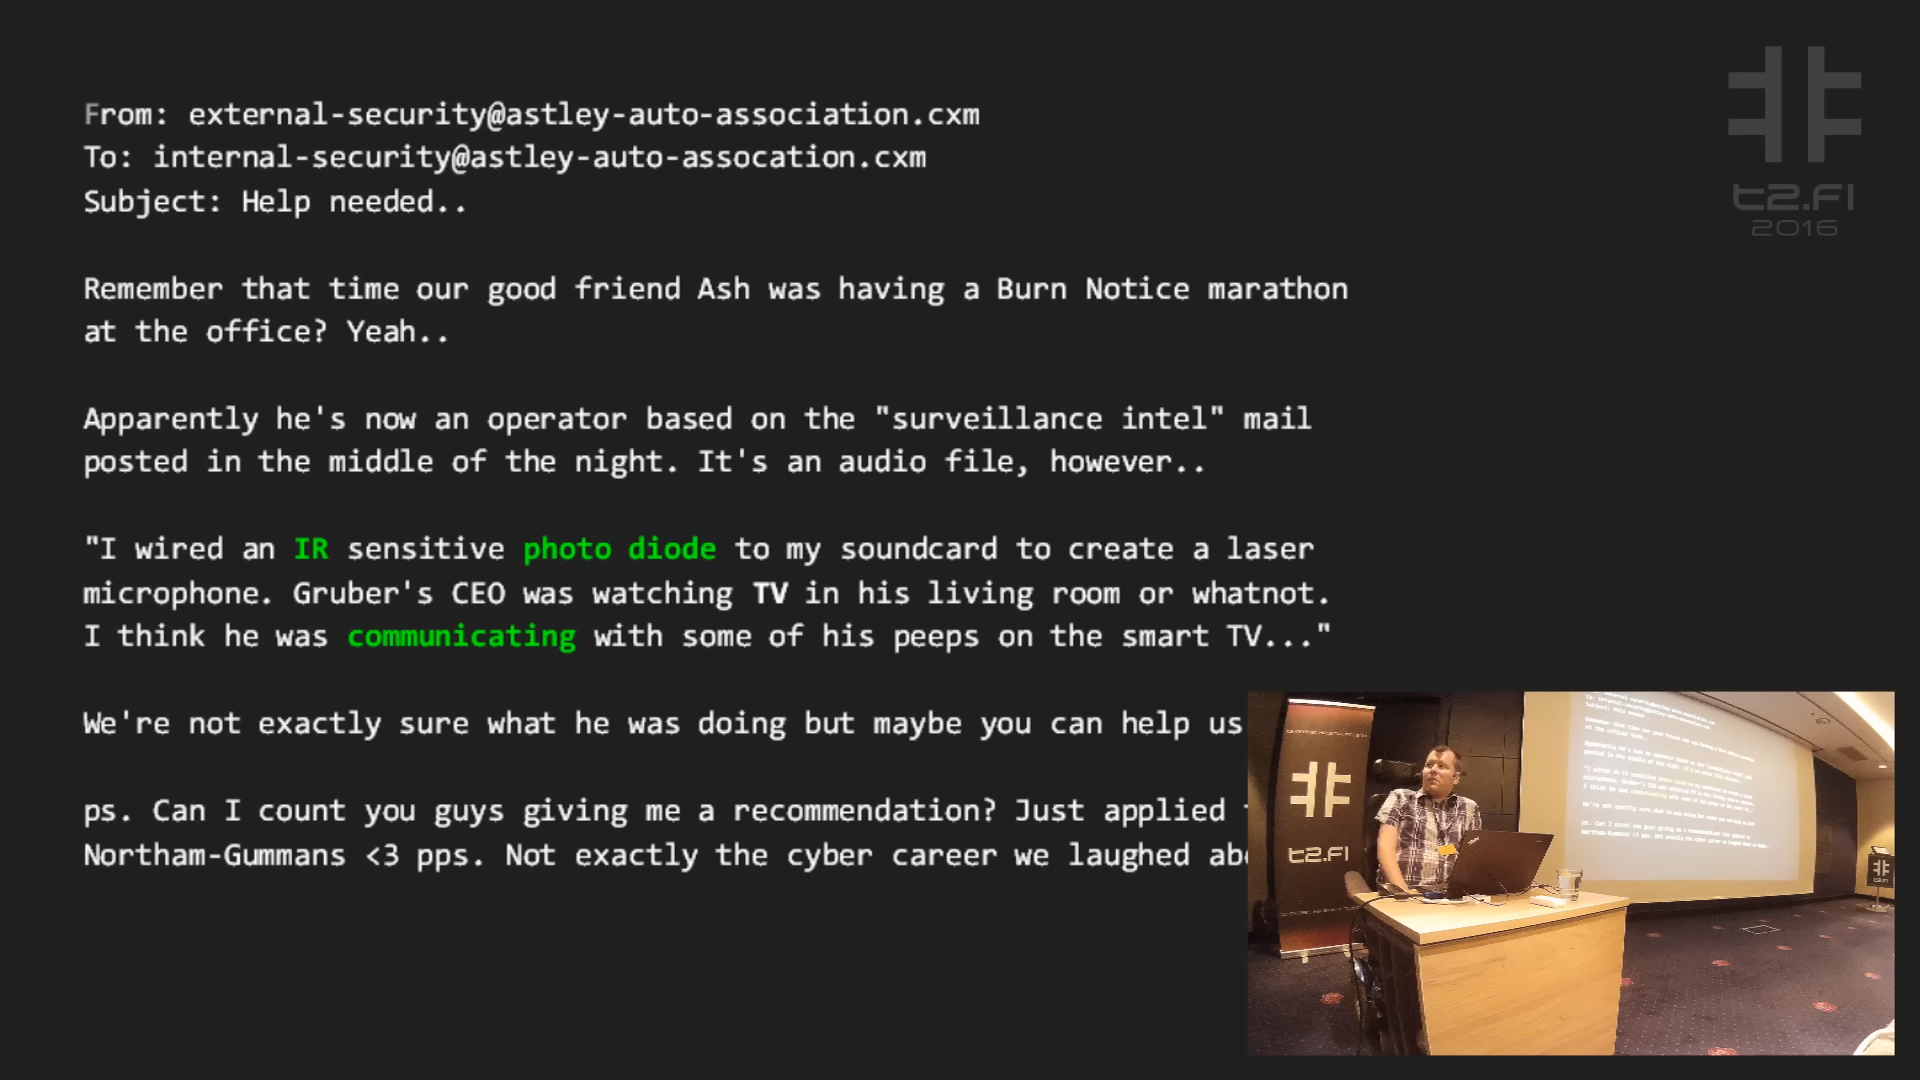 From: external-security@astley-auto-association.cxm
To: internal-security@astley-auto-assocation.cxm
Subject: Help needed..
Remember that time our good friend Ash was having a Burn Notice marathon
at the office? Yeah..
Apparently he's now an operator based on the "surveillance intel" mail
posted in the middle of the night. It's an audio file, however..
"I wired an IR sensitive photo diode to my soundcard to create a laser
microphone. Gruber's CEO was watching TV in his living room or whatnot.
I think he was communicating with some of his peeps on the smart TV..."
We're not exactly sure what he was doing but maybe you can help us
ps. Can I count you guys giving me a recommendation? Just applied
Northam-Gummans <3 pps. Not exactly the cyber career we laughed
t2.fi
2016
t2.fi